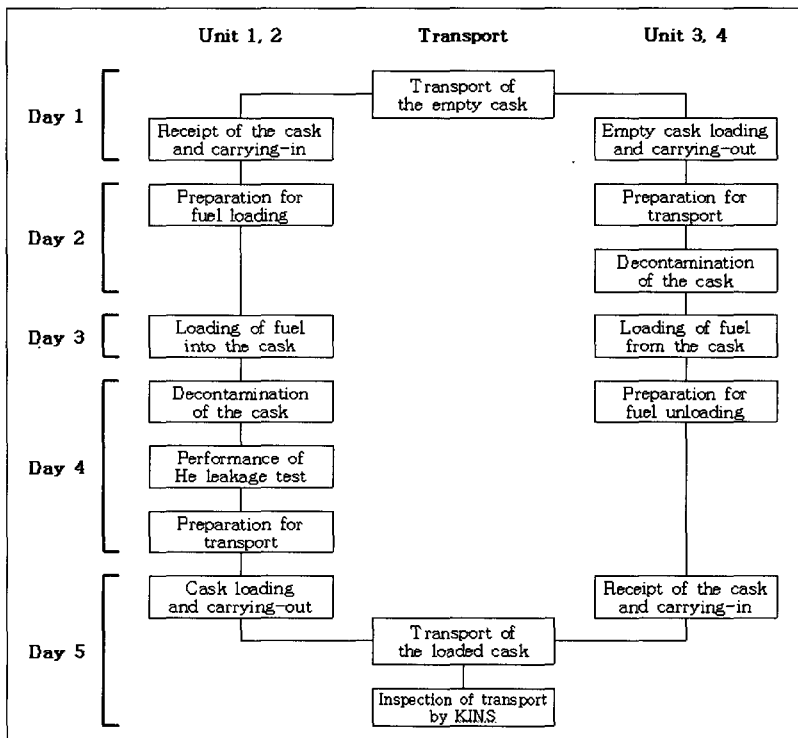 Unit 1, 2
Transport
Unit 3, 4
Day 1
Transport of
the empty cask
Receipt of the cask
and carrying-in
Empty cask loading
and carrying-out
Day 2
Preparation for
fuel loading
Preparation for
transport
Decontamination
of the cask
Day 3
Loading of fuel
into the cask
Loading of fuel
from the cask
Day 4
Decontamination
of the cask
Preparation for
fuel unloading
Performance of
He leakage test
Preparation for
transport
Day 5
Cask loading
and carrying-out
Receipt of the cask
and carrying-in
Transport of
the loaded cask
Inspection of transport
by K.I.N.S